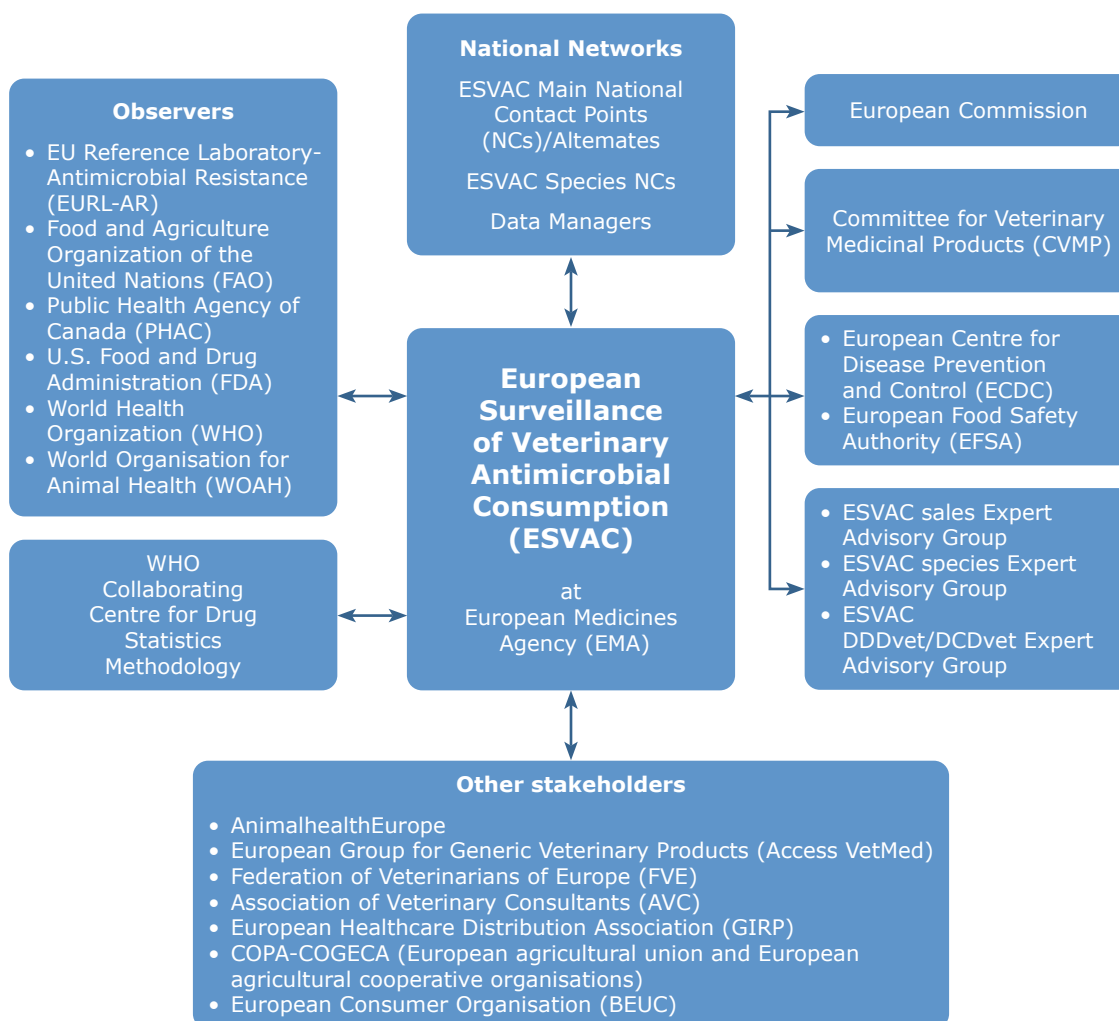 National Networks
ESVAC Main National
Contact Points
(NCs)/Altemates
ESVAC Species NCs
Data Managers
Observers
• EU Reference Laboratory-
Antimicrobial Resistance
(EURL-AR)
• Food and Agriculture
Organization of the
United Nations (FAO)
• Public Health Agency of
Canada (PHAC)
• U.S. Food and Drug
Administration (FDA)
• World Health
Organization (WHO)
• World Organisation for
Animal Health (WOAH)
WHO
Collaborating
Centre for Drug
Statistics
Methodology
European
Surveillance
of Veterinary
Antimicrobial
Consumption
(ESVAC)
at
European Medicines
Agency (EMA)
European Commission
Committee for Veterinary
Medicinal Products (CVMP)
• European Centre for
Disease Prevention
and Control (ECDC)
• European Food Safety
Authority (EFSA)
• ESVAC sales Expert
Advisory Group
• ESVAC species Expert
Advisory Group
• ESVAC
DDDvet/DCDvet Expert
Advisory Group
Other stakeholders
• AnimalhealthEurope
• European Group for Generic Veterinary Products (Access VetMed)
• Federation of Veterinarians of Europe (FVE)
• Association of Veterinary Consultants (AVC)
• European Healthcare Distribution Association (GIRP)
• COPA-COGECA (European agricultural union and European
agricultural cooperative organisations)
• European Consumer Organisation (BEUC)